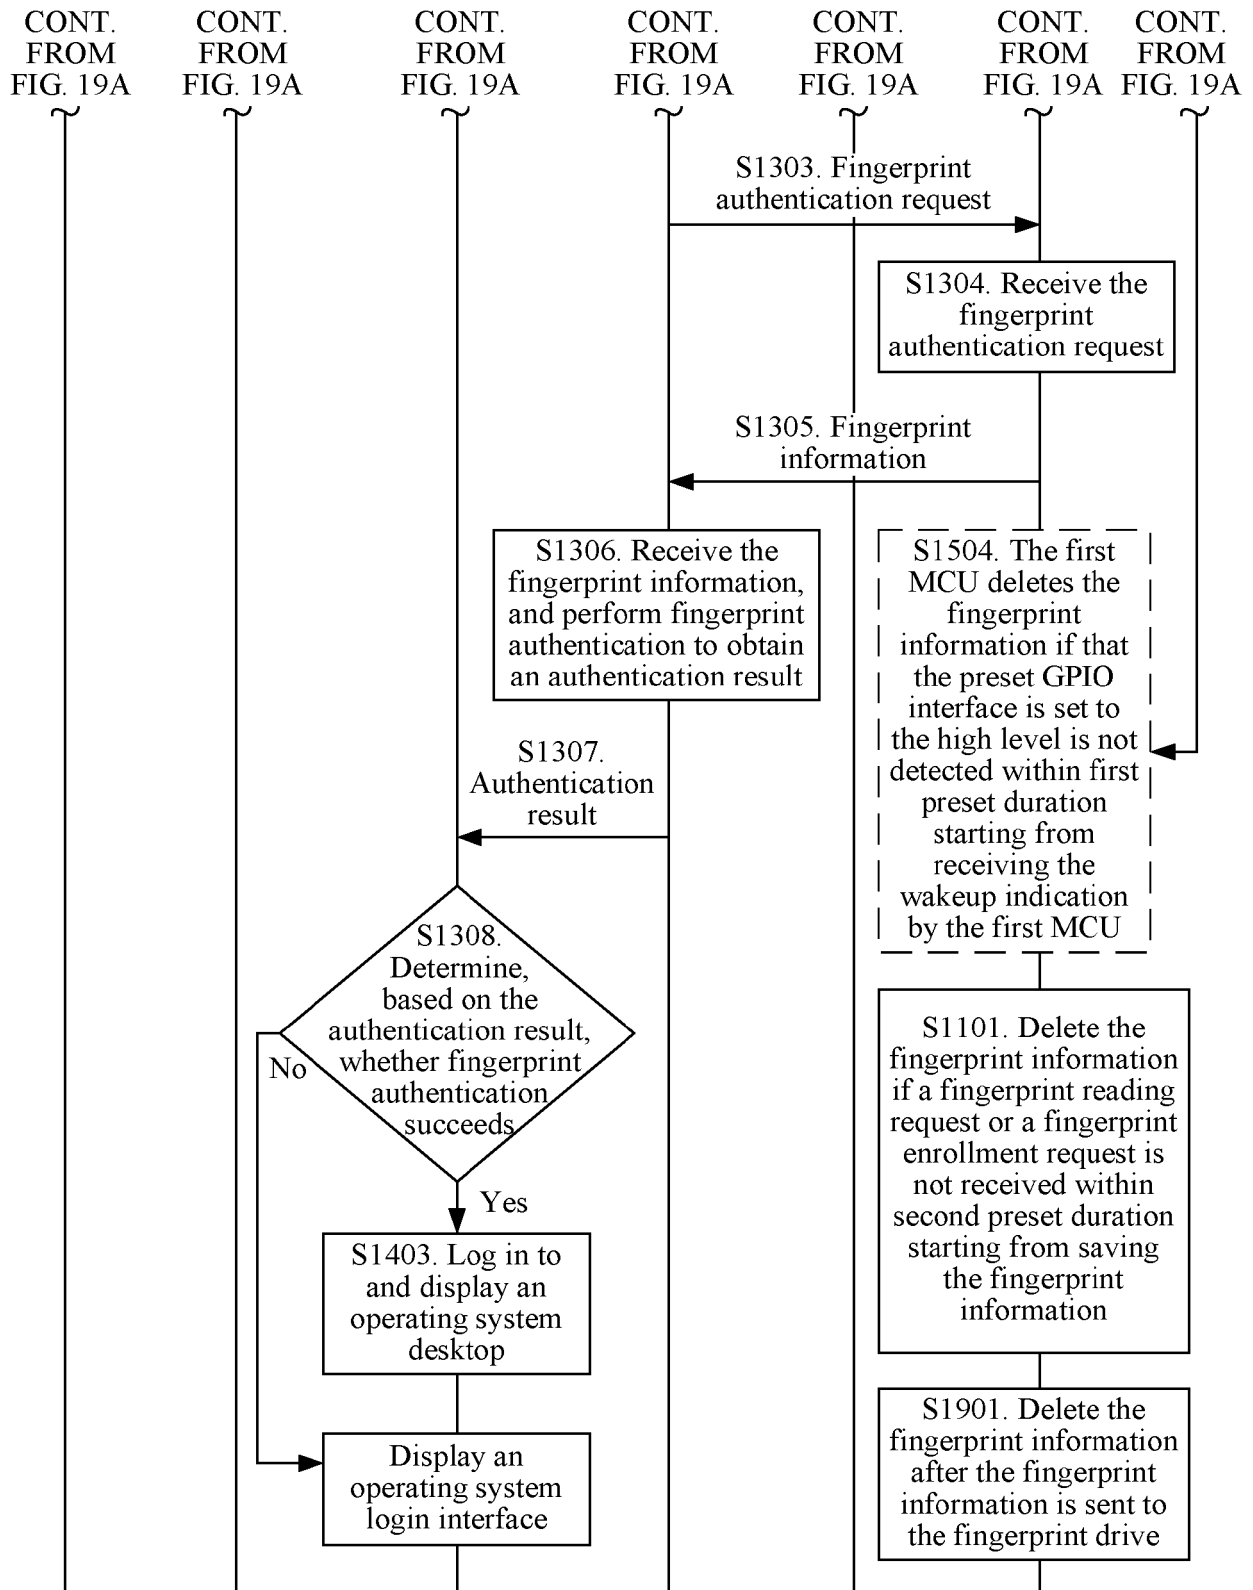 CONT.
FROM
FIG. 19A
CONT.
FROM
FIG. 19A
CONT.
FROM
FIG. 19A
CONT.
FROM
FIG. 19A
CONT.
FROM
FIG. 19A
CONT.
FROM
FIG. 19A
CONT.
FROM
FIG. 19A
S1303. Fingerprint
authentication request
S1304. Receive the
fingerprint
authentication request
S1305. Fingerprint
information
S1306. Receive the
fingerprint information,
and perform fingerprint
authentication to obtain
an authentication result
S1504. The first
MCU deletes the
fingerprint
information if that
the preset GPIO
interface is set to
the high level is not
detected within first
preset duration
starting from
receiving the
wakeup indication
by the first MCU
S1307.
Authentication
result
S1308.
Determine,
based on the
authentication result,
whether fingerprint
authentication
succeeds
No
Yes
S1101. Delete the
fingerprint information
if a fingerprint reading
request or a fingerprint
enrollment request is
not received within
second preset duration
starting from saving
the fingerprint
information
S1403. Log in to
and display an
operating system
desktop
Display an
operating system
login interface
S1901. Delete the
fingerprint information
after the fingerprint
information is sent to
the fingerprint drive